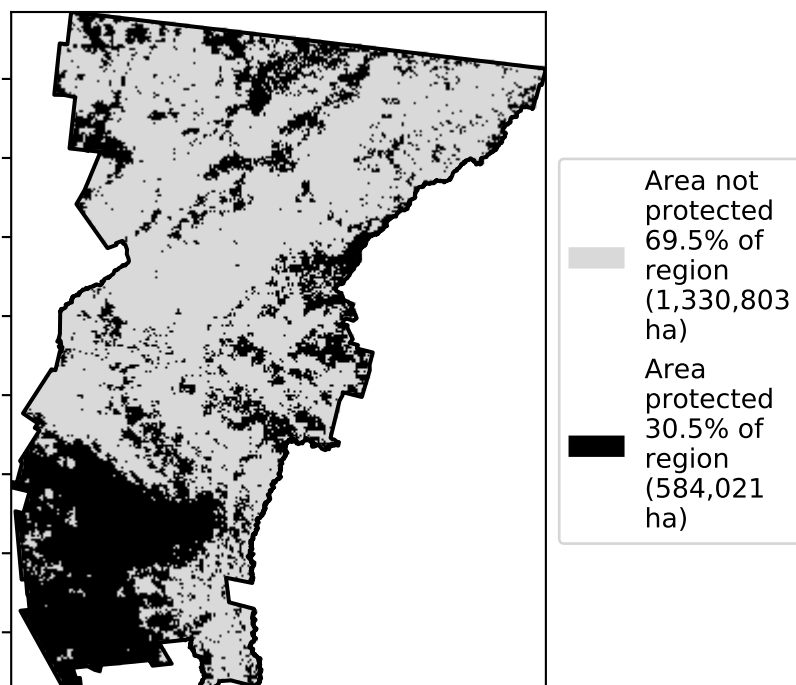 Area not
protected
69.5% of
region
(1,330,803
ha)
Area
protected
30.5% of
region
(584,021
ha)